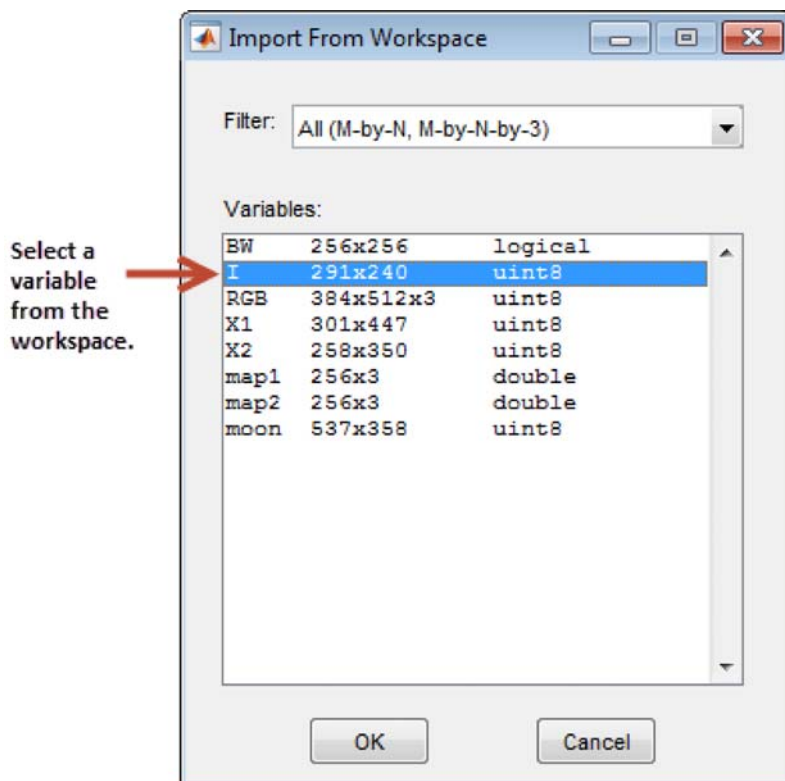 Import From Workspace
Filter: All (M-by-N, M-by-N-by-3)
Variables:
Select a
variable
from the
workspace.
BW 256x256 logical
I 291x240 uint8
RGB 384x512x3 uint8
X1 301x447 uint8
X2 258x350 uint8
map1 256x3 double
map2 256x3 double
moon 537x358 uint8
OK Cancel